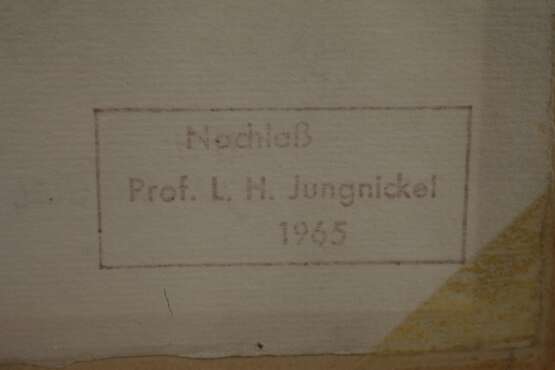 Nachlaß
Prof. L. H. Jungnickel
1965